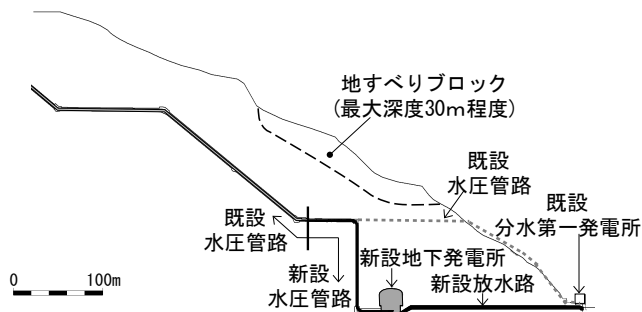 地すべりブロック
(最大深度30m程度)
既設
水圧管路
既設
分水第一発電所
既設
水圧管路
新設地下発電所
新設放水路
新設
水圧管路
0 100m